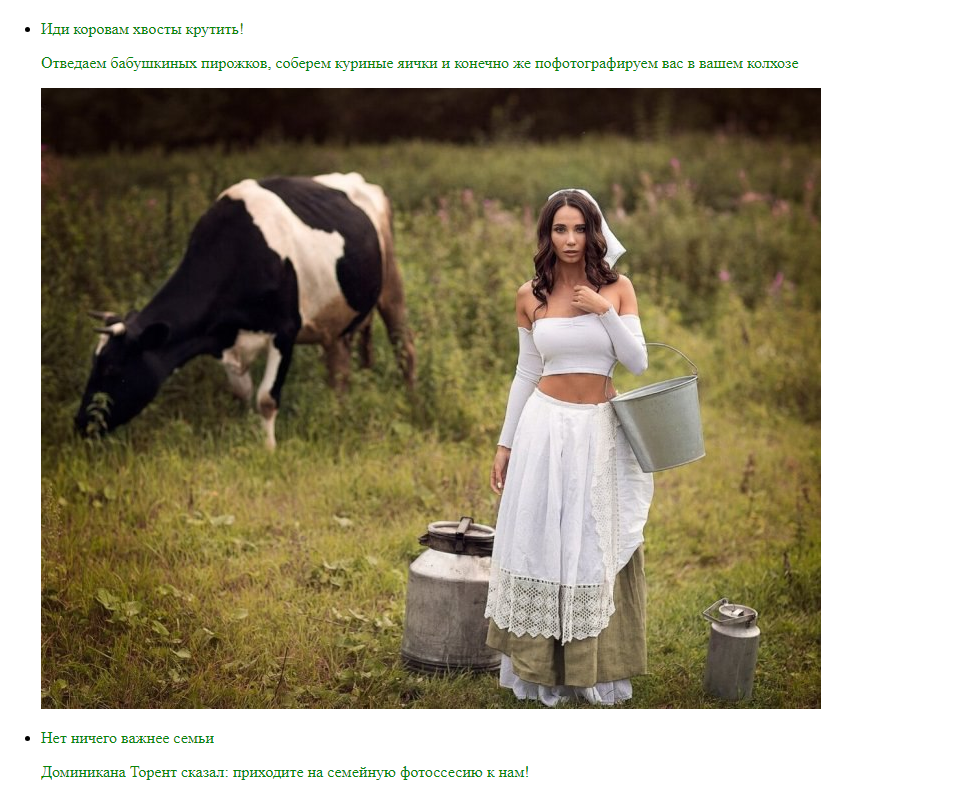 Иди коровам хвосты крутить!
Отведаем бабушкиных пирожков, соберем куриные яички и конечно же пофотографируем вас в вашем колхозе
Нет ничего важнее семьи
Доминикана Торент сказал: приходите на семейную фотоссесию к нам!